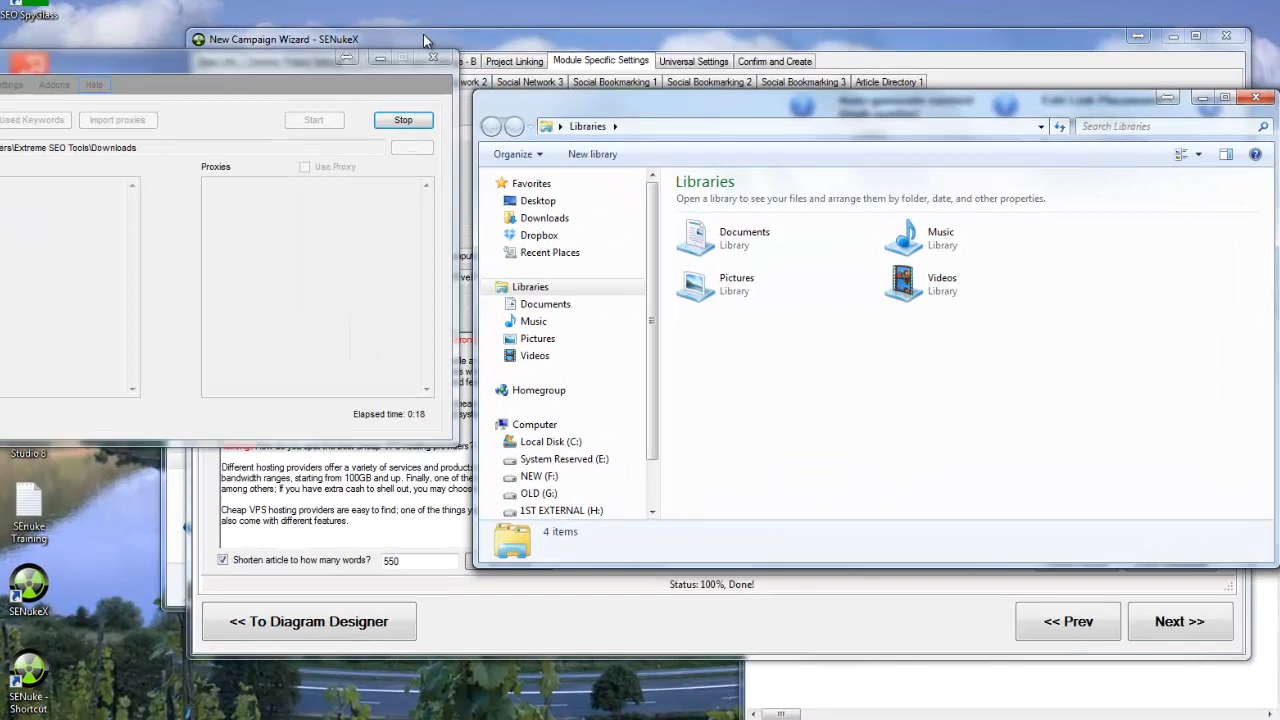 SEO SpyGlass
New Campaign Wizard - SENukeX
- B
Project Linking
Module Specific Settings
Universal Settings
Confirm and Create
work 2
Social Network 3
Social Bookmarking 1
Social Bookmarking 2
Social Bookmarking 3
Article Directory 1
ettings
Addons
Help
Used Keywords
Import proxies
Start
Stop
ers\Extreme SEO Tools\Downloads
...
Proxies
Use Proxy
Elapsed time: 0:18
Libraries
Search Libraries
Organize
New library
Favorites
Desktop
Downloads
Dropbox
Recent Places
Libraries
Documents
Music
Pictures
Videos
Homegroup
Computer
Local Disk (C:)
System Reserved (E:)
NEW (F:)
OLD (G:)
1ST EXTERNAL (H:)
Libraries
Open a library to see your files and arrange them by folder, date, and other properties.
Documents
Library
Music
Library
Pictures
Library
Videos
Library
4 items
Different hosting providers offer a variety of services and products
bandwidth ranges, starting from 100GB and up. Finally, one of the
among others; if you have extra cash to shell out, you may choos
Cheap VPS hosting providers are easy to find; one of the things y
also come with different features.
Shorten article to how many words?
550
Status: 100%, Done!
<< To Diagram Designer
<< Prev
Next >>
Studio 8
SEnuke
Training
SENukeX
SENuke -
Shortcut